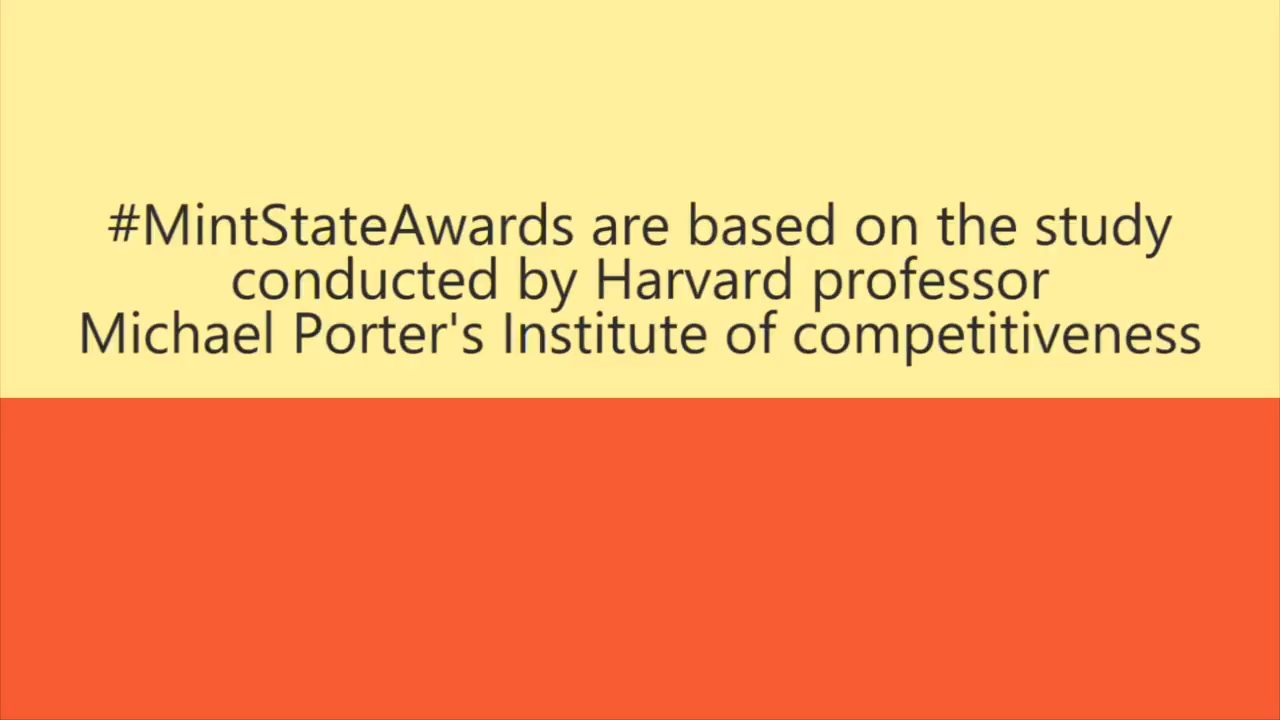 #MintStateAwards are based on the study
conducted by Harvard professor
Michael Porter's Institute of competitiveness